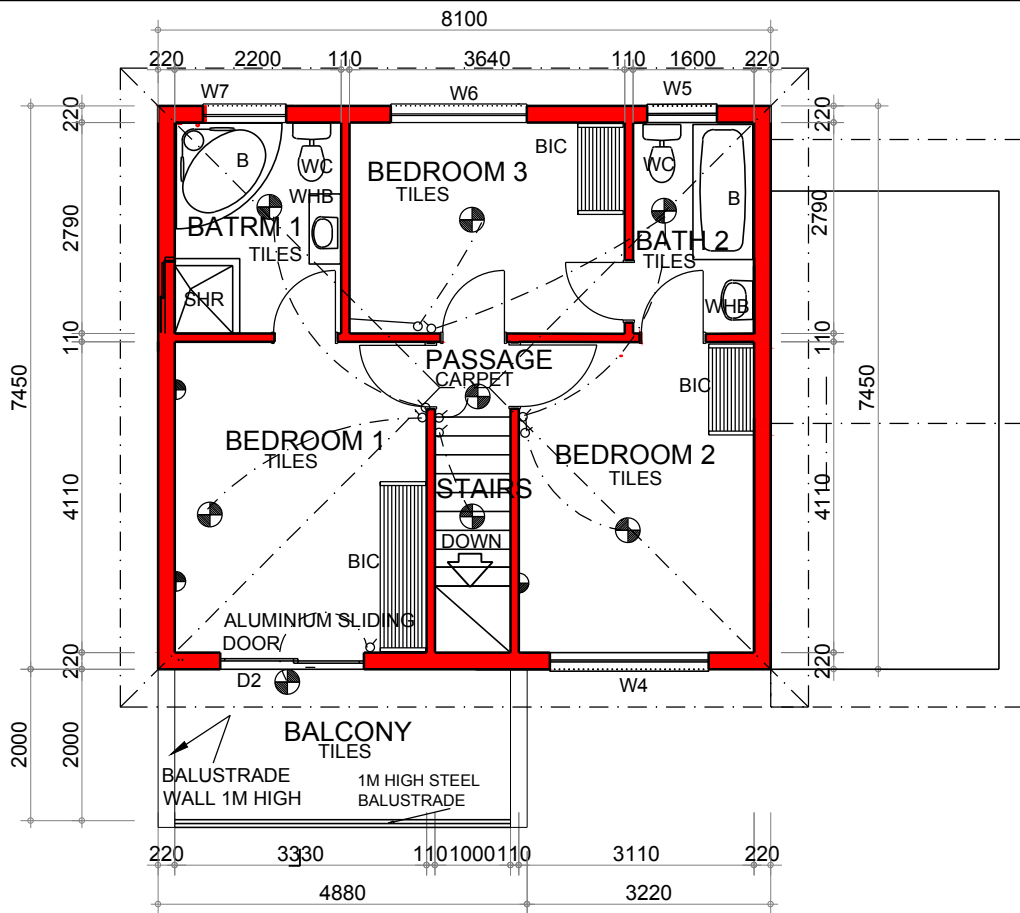 8100
220 2200 110 3640 110 1600 220
W7 W6 W5
220
220
B WC BIC WC B
BEDROOM 3
TILES
WHB
2790
2790
BATRM 1
TILES
BATH 2
TILES
SHR
WHB
110
110
PASSAGE
CARPET
BIC
7450
7450
BEDROOM 1
TILES
BEDROOM 2
TILES
STAIRS
DOWN
4110
4110
BIC
ALUMINIUM SLIDING
DOOR
220
220
D2
W4
BALCONY
TILES
2000
2000
BALUSTRADE
WALL 1M HIGH
1M HIGH STEEL
BALUSTRADE
220 3330 110 1000 110 3110 220
4880 3220